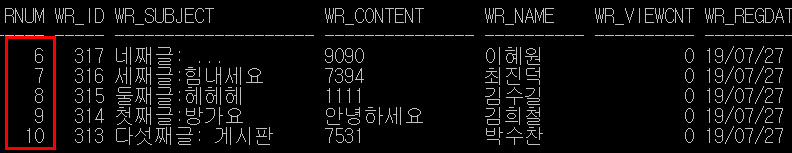 RNUM WR_ID WR_SUBJECT WR_CONTENT WR_NAME WR_VIEWCNT WR_REGDAT
6 317 네째글: ... 9090 이혜원 0 19/07/27
7 316 세째글:힘내세요 7394 최진덕 0 19/07/27
8 315 둘째글:헤헤헤 1111 김수길 0 19/07/27
9 314 첫째글:방가요 안녕하세요 김희철 0 19/07/27
10 313 다섯째글: 게시판 7531 박수찬 0 19/07/27